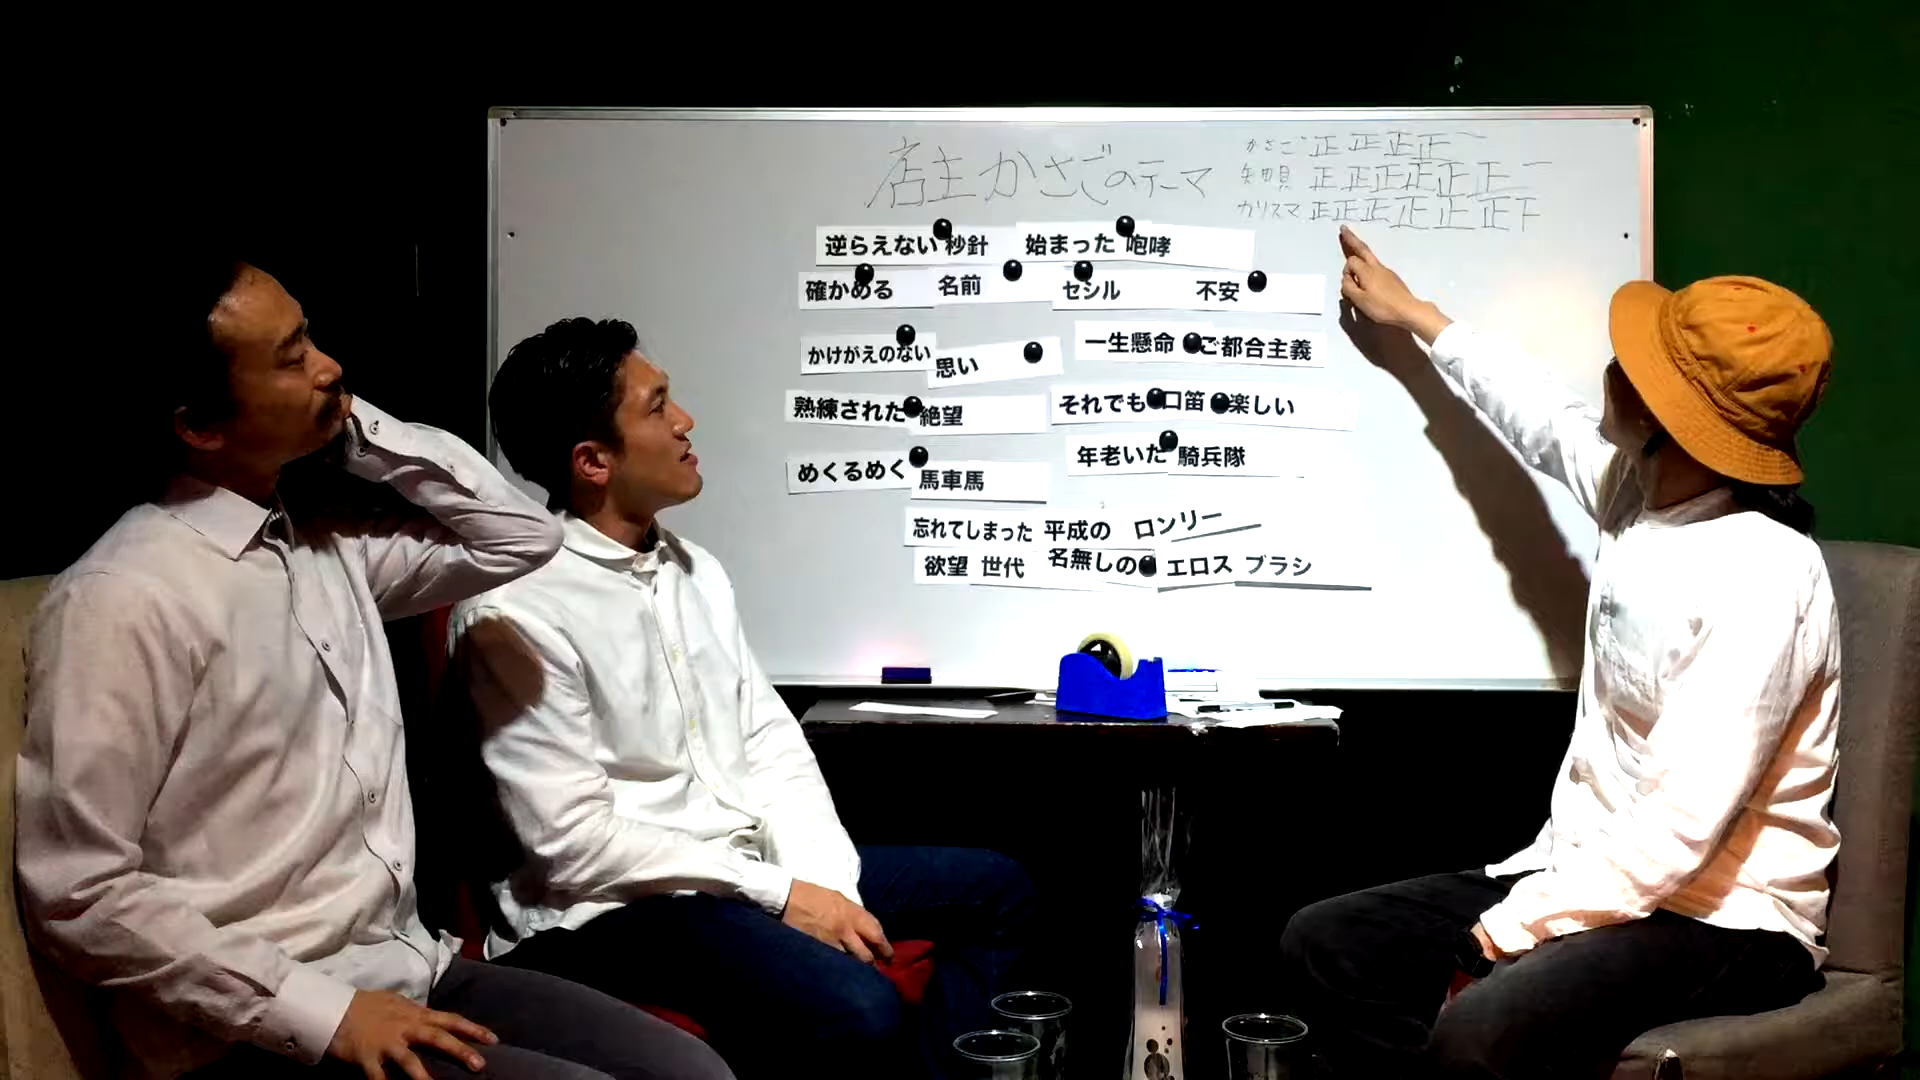 店主かさごのテーマ
かさご 正正正正一
矢田貝 正正正正正正一
カリスマ 正正正正正正下
逆らえない 秒針 始まった 咆哮
確かめる 名前 セシル 不安
かけがえのない 思い 一生懸命 ご都合主義
熟練された 絶望 それでも 口笛 楽しい
めくるめく 馬車馬 年老いた 騎兵隊
忘れてしまった 平成の ロンリー
欲望 世代 名無しの エロス ブラシ